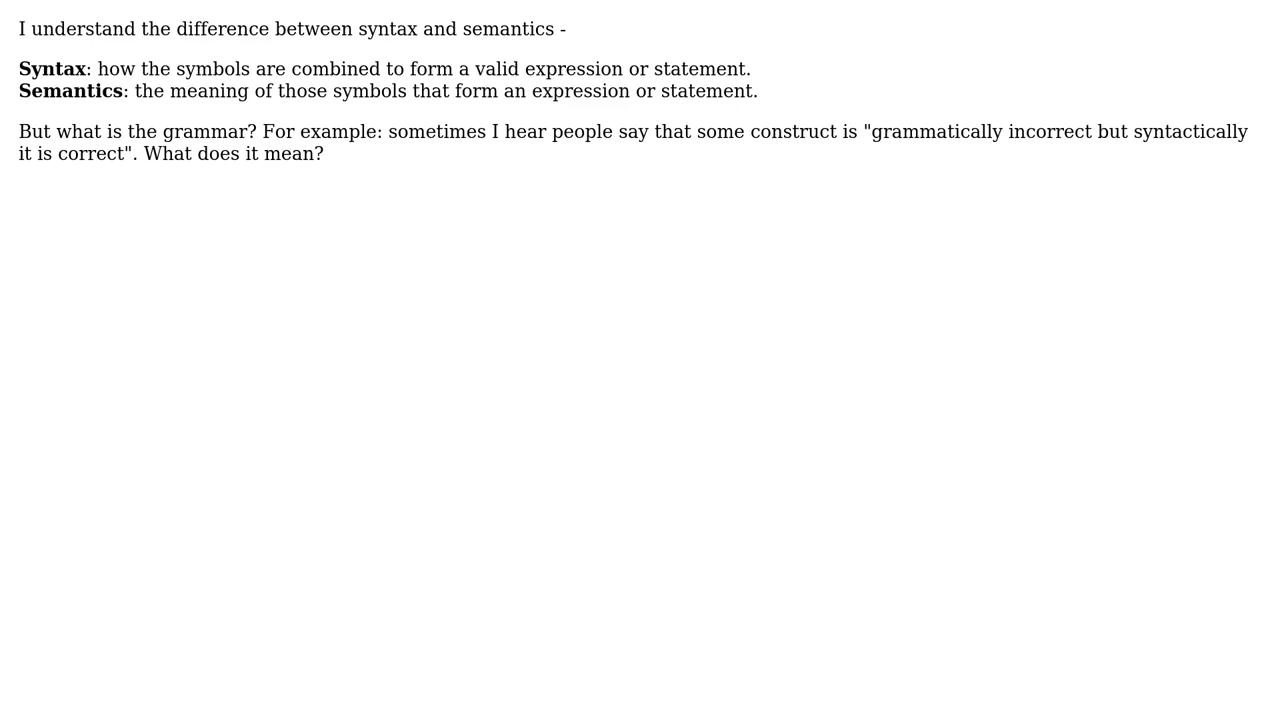 I understand the difference between syntax and semantics -
Syntax: how the symbols are combined to form a valid expression or statement.
Semantics: the meaning of those symbols that form an expression or statement.
But what is the grammar? For example: sometimes I hear people say that some construct is "grammatically incorrect but syntactically
it is correct". What does it mean?